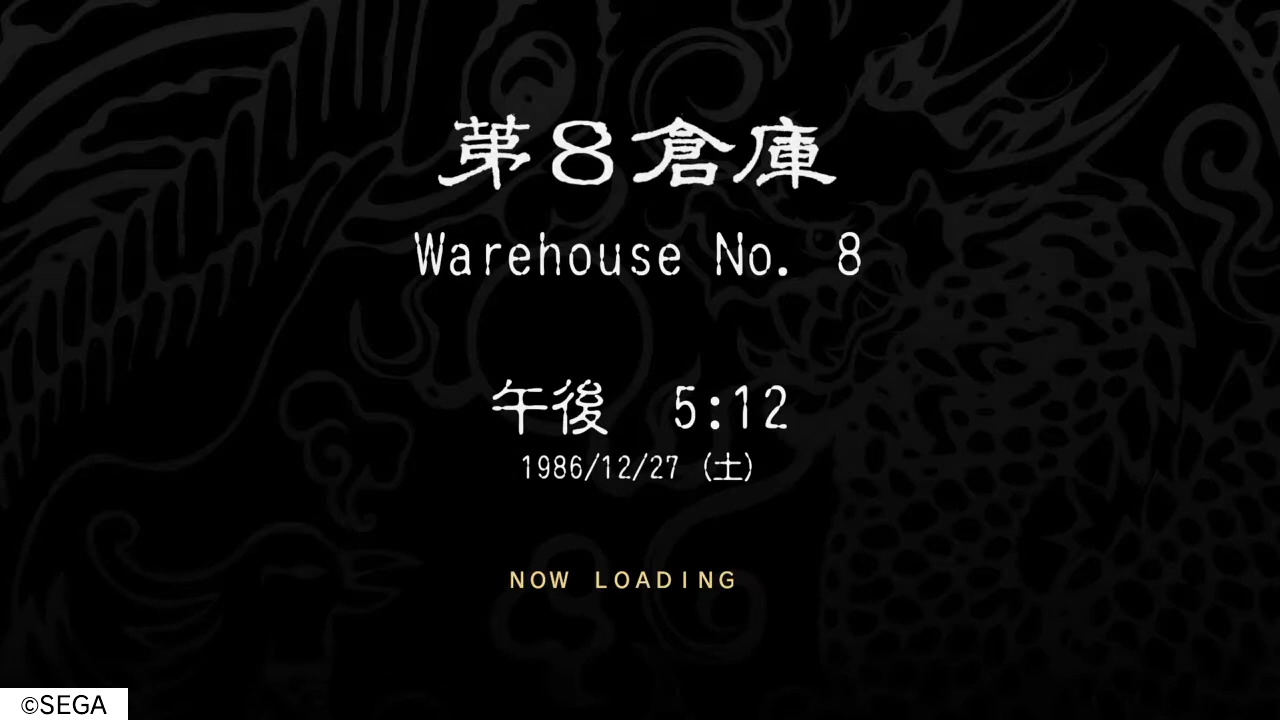 第8倉庫
Warehouse No. 8
午後 5:12
1986/12/27 (土)
NOW LOADING
©SEGA